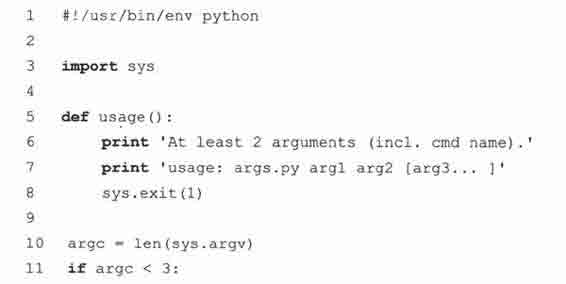 1 #!/usr/bin/env python
2
3 import sys
4
5 def usage():
6 print 'At least 2 arguments (incl. cmd name).'
7 print 'usage: args.py arg1 arg2 [arg3... ]'
8 sys.exit(1)
9
10 argc = len(sys.argv)
11 if argc < 3: